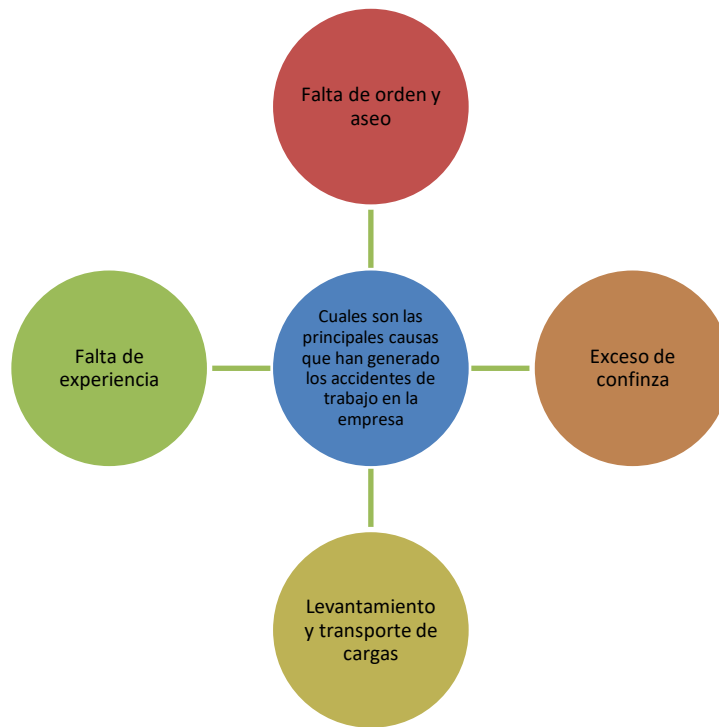 Falta de orden y
aseo
Falta de
experiencia
Cuales son las
principales causas
que han generado
los accidentes de
trabajo en la
empresa
Exceso de
confinza
Levantamiento
y transporte de
cargas